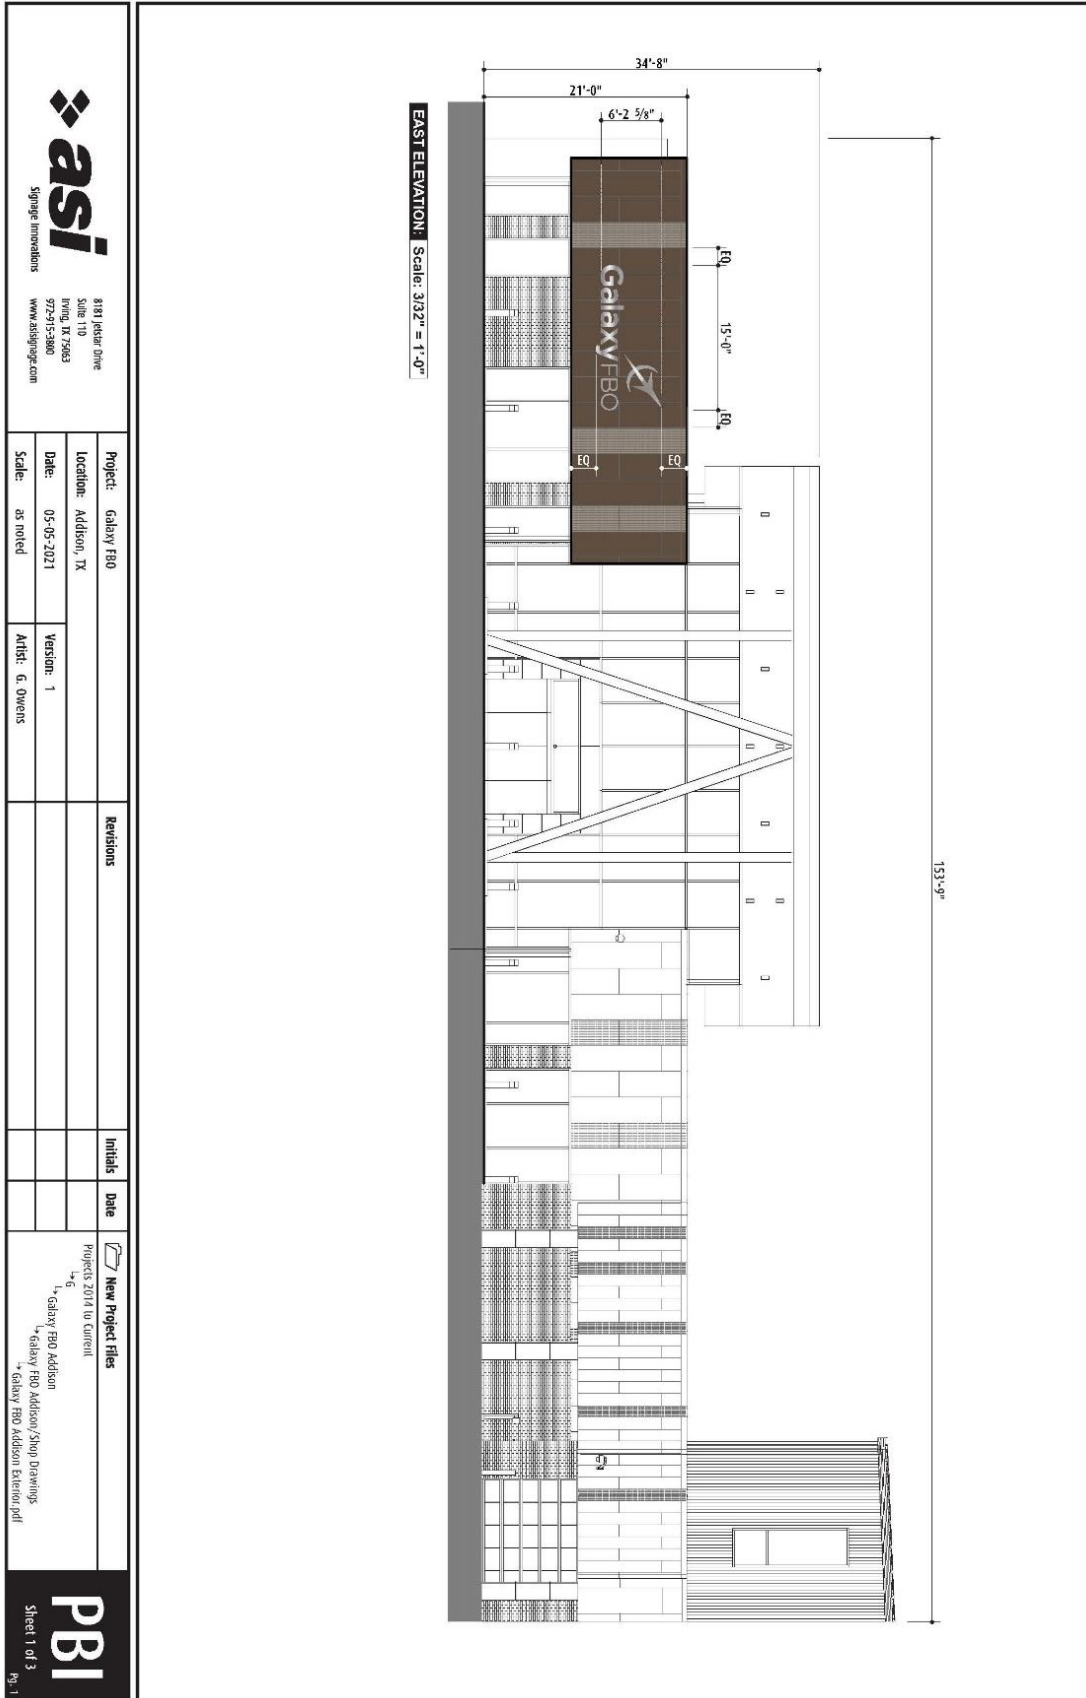 34'-8"
21'-0"
6'-2 5/8"
EQ
15'-0"
EQ
EQ
EQ
153'-9"
Galaxy FBO
EAST ELEVATION: Scale: 3/32" = 1'-0"
asi
Signage Innovations
8181 Jetstar Drive
Suite 110
Irving, TX 75063
972-915-3800
www.asisignage.com
Project: Galaxy FBO
Location: Addison, TX
Date: 05-05-2021
Version: 1
Scale: as noted
Artist: G. Owens
Revisions
Initials
Date
New Project Files
Projects 2014 to Current
G
Galaxy FBO Addison
Galaxy FBO Addison/Shop Drawings
Galaxy FBO Addison Exterior.pdf
PBI
Sheet 1 of 3
Pg. 1